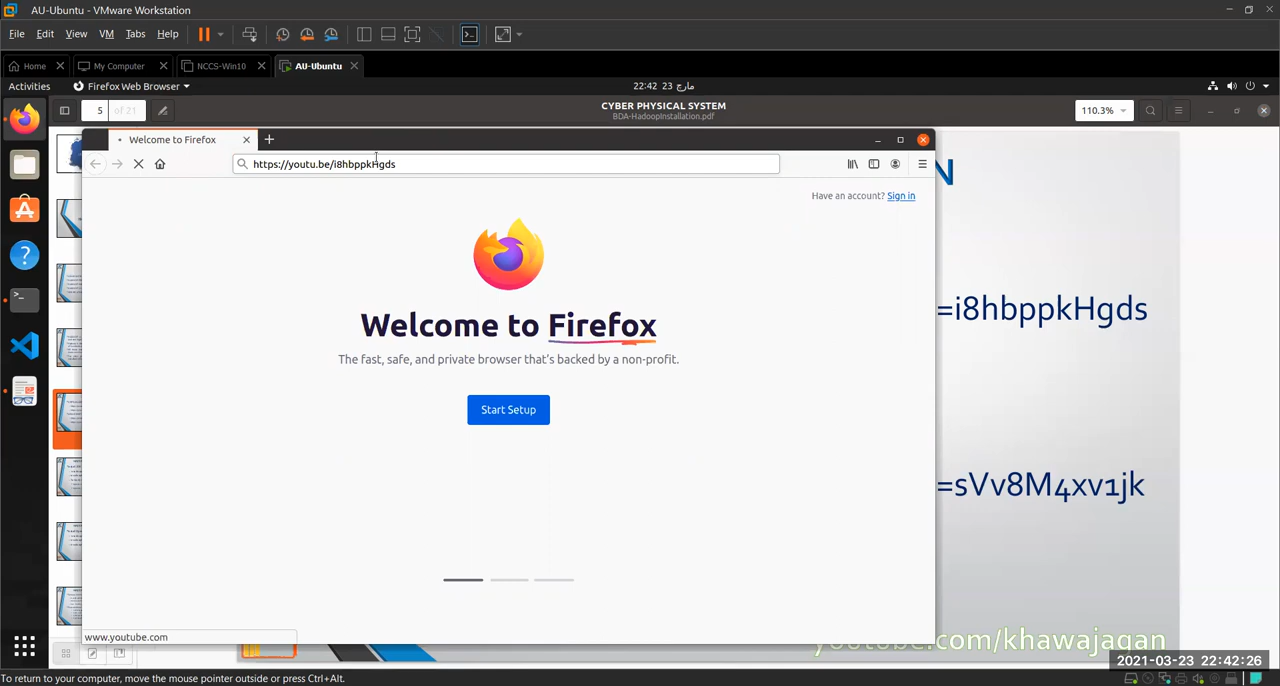 AU-Ubuntu - VMware Workstation
File Edit View VM Tabs Help
Home My Computer NCCS-Win10 AU-Ubuntu
Activities Firefox Web Browser 22:42 23 مارچ
CYBER PHYSICAL SYSTEM
BDA-HadoopInstallation.pdf
5 of 21
110.3%
Welcome to Firefox
https://youtu.be/i8hbppkHgds
Have an account? Sign in
N
Welcome to Firefox
=i8hbppkHgds
The fast, safe, and private browser that's backed by a non-profit.
Start Setup
=sVv8M4xv1jk
www.youtube.com
youtube.com/khawajagan
2021-03-23 22:42:26
To return to your computer, move the mouse pointer outside or press Ctrl+Alt.